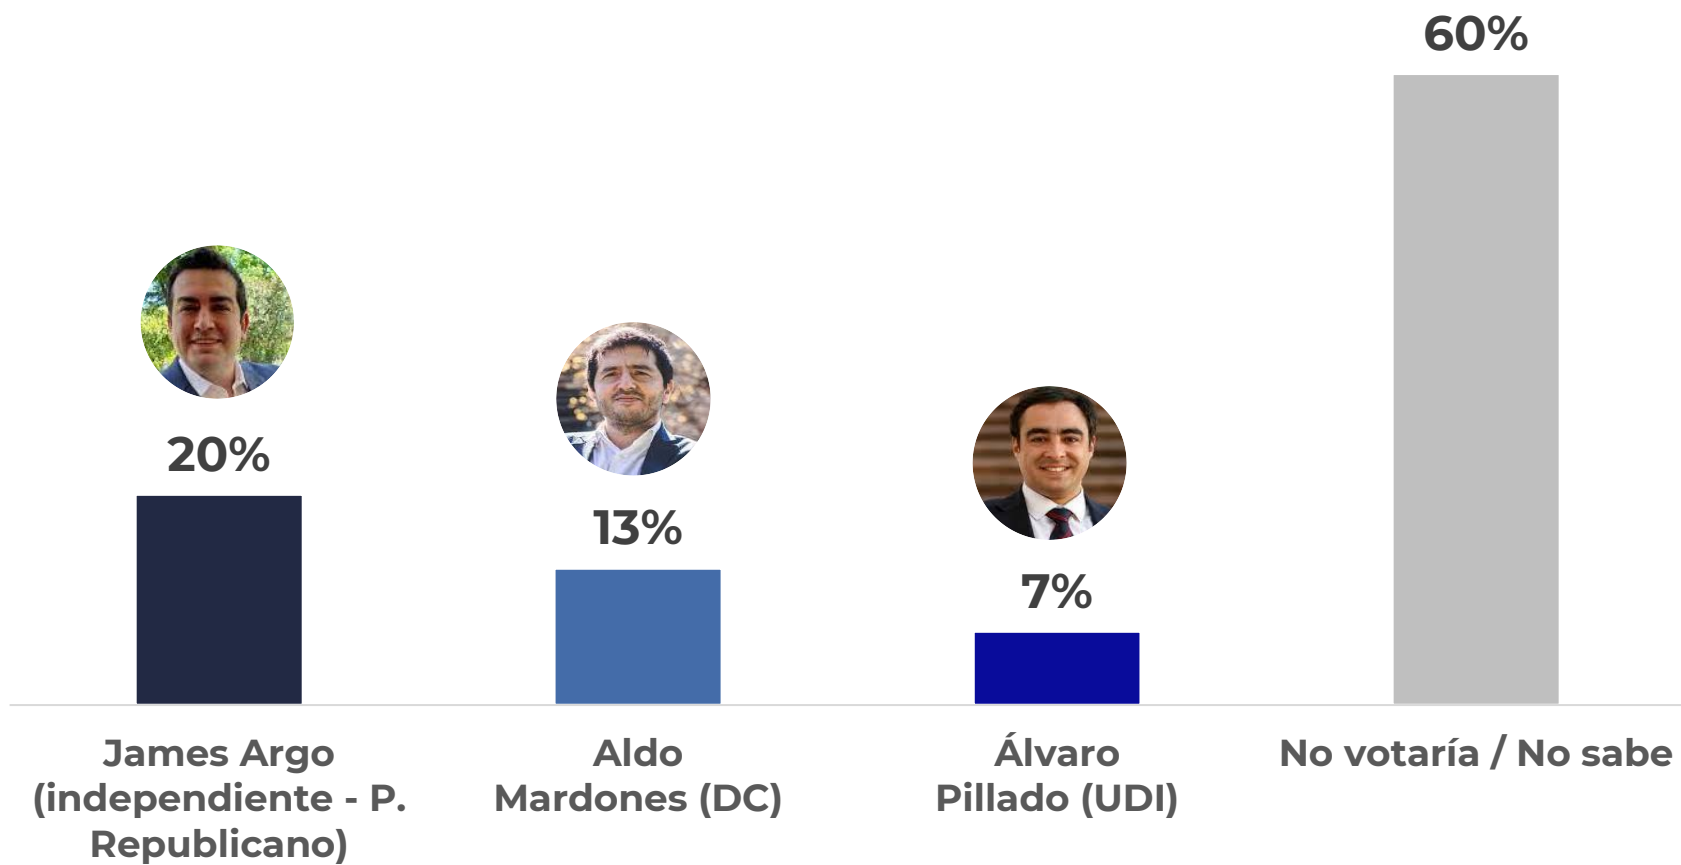 60%
20%
13%
7%
James Argo
(independiente - P.
Republicano)
Aldo
Mardones (DC)
Álvaro
Pillado (UDI)
No votaría / No sabe